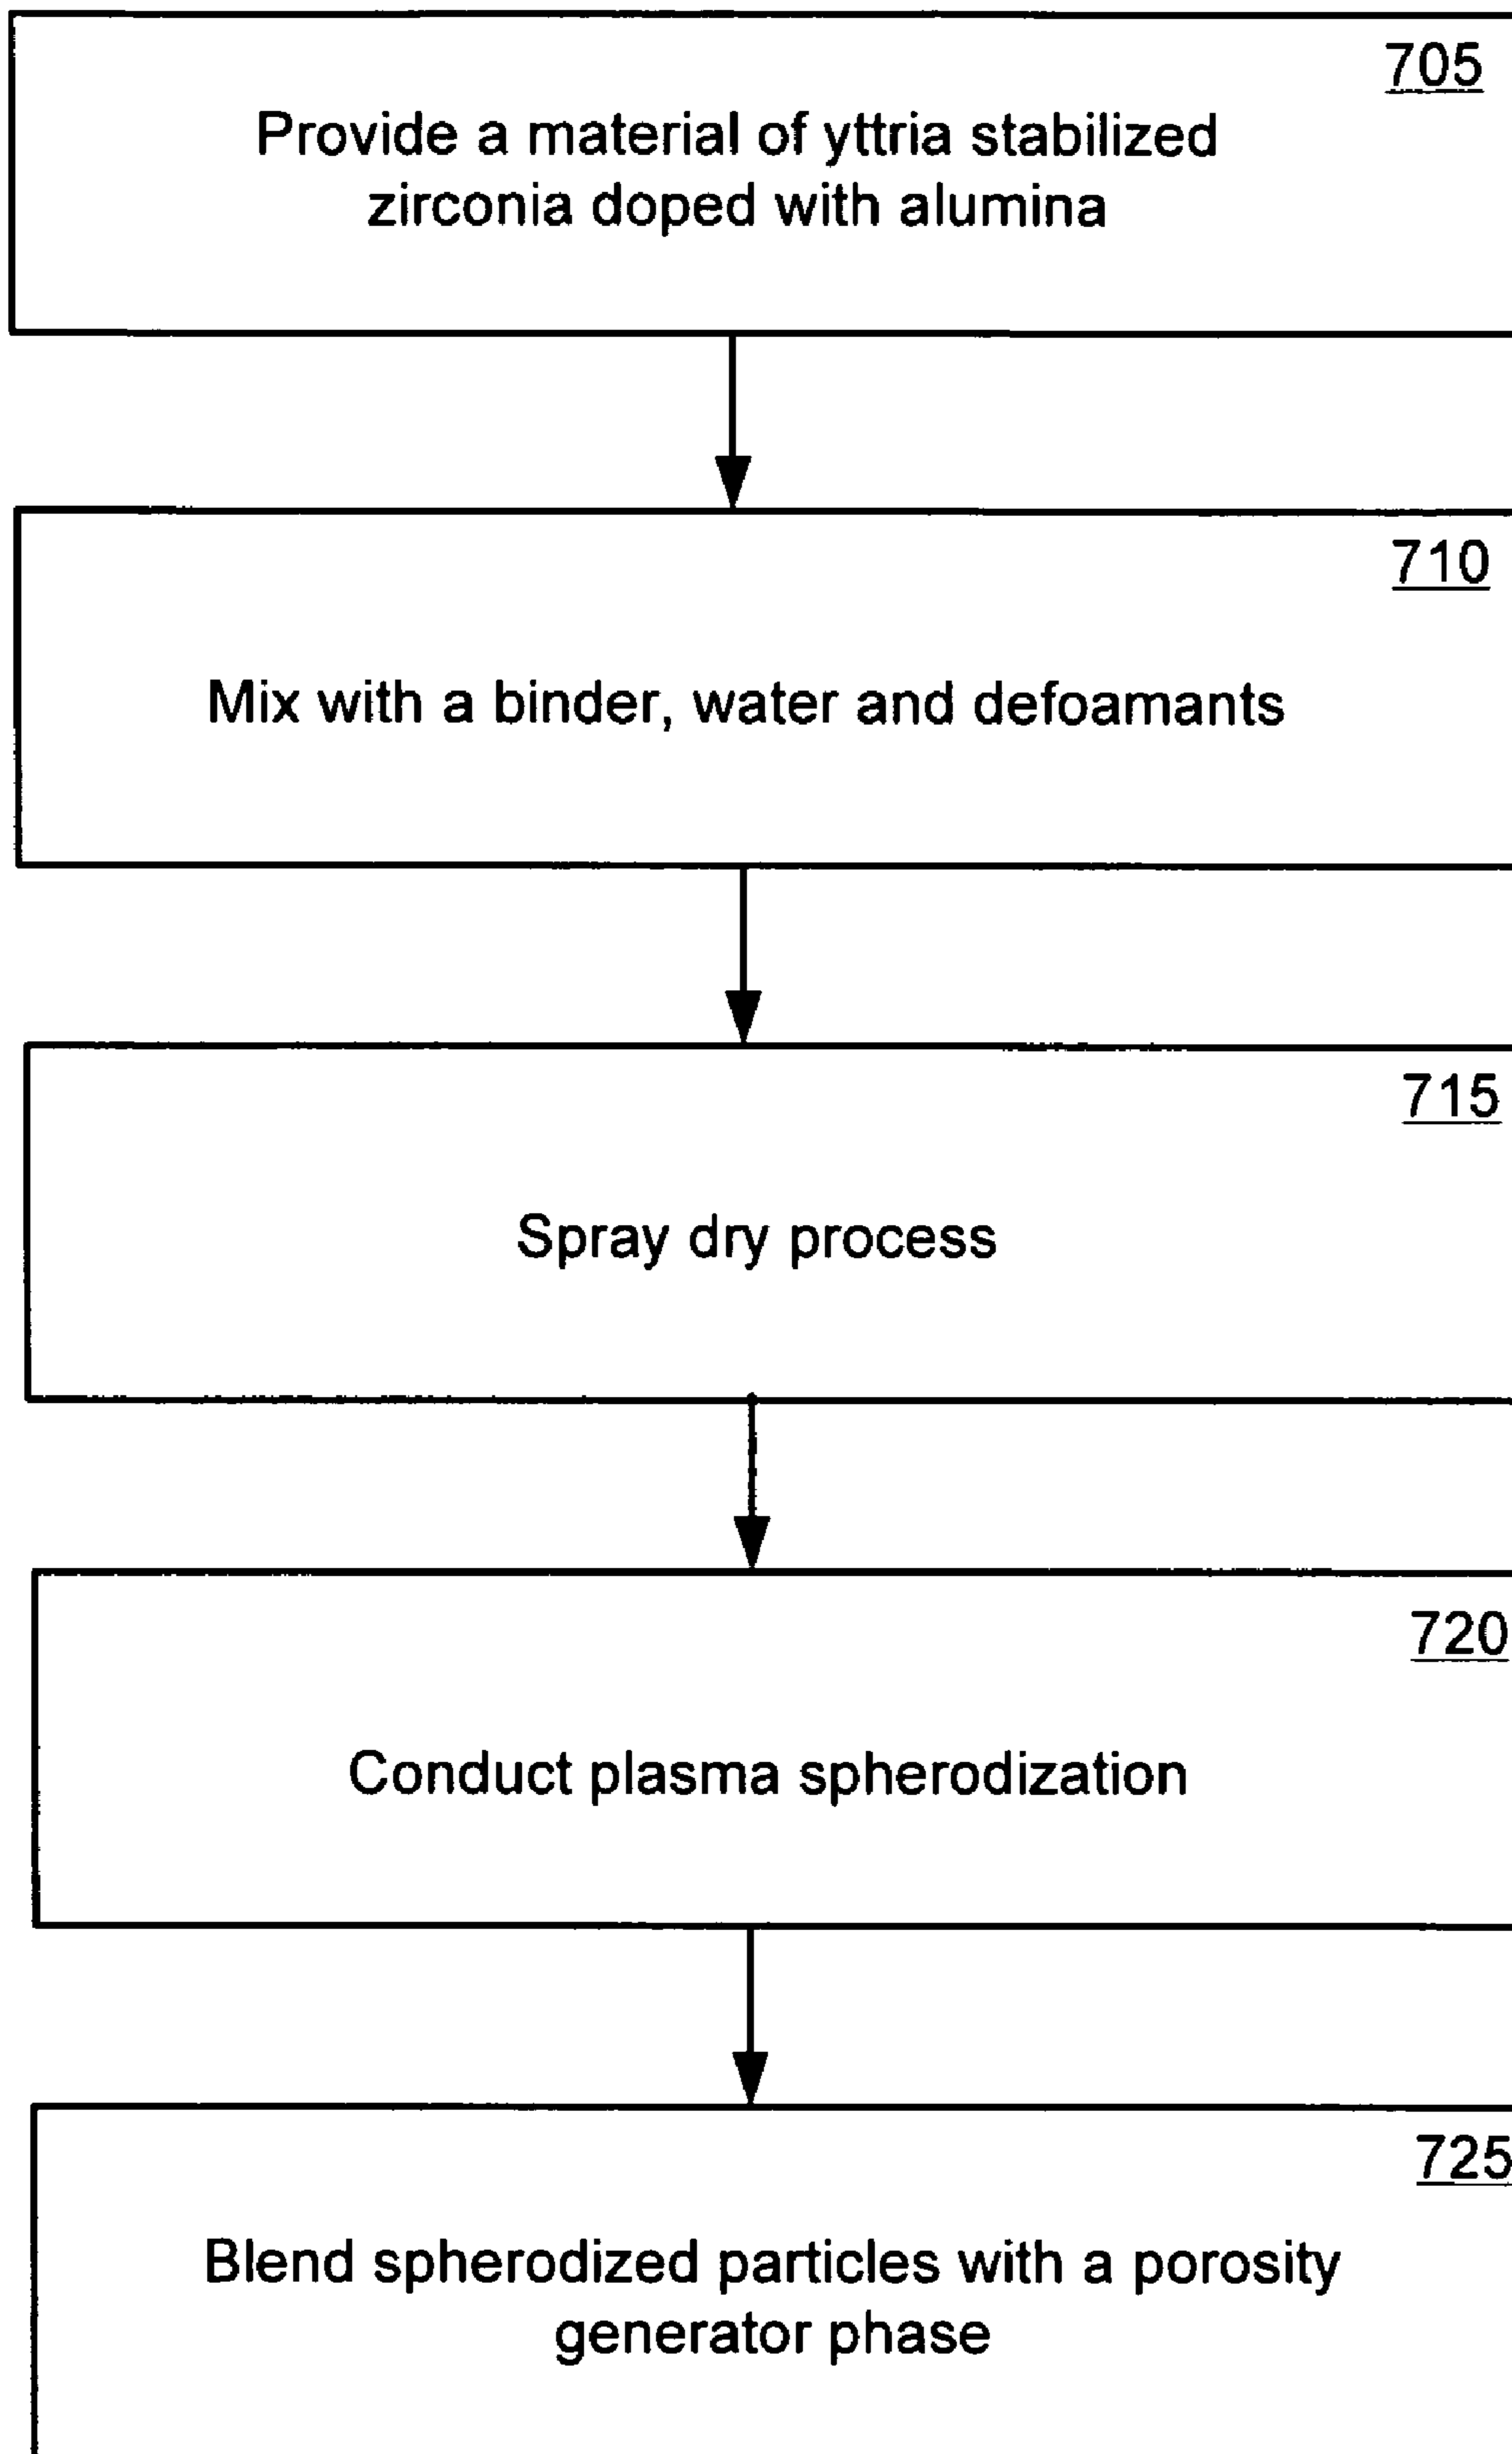 705
Provide a material of yttria stabilized
zirconia doped with alumina
710
Mix with a binder, water and defoamants
715
Spray dry process
720
Conduct plasma spherodization
725
Blend spherodized particles with a porosity
generator phase